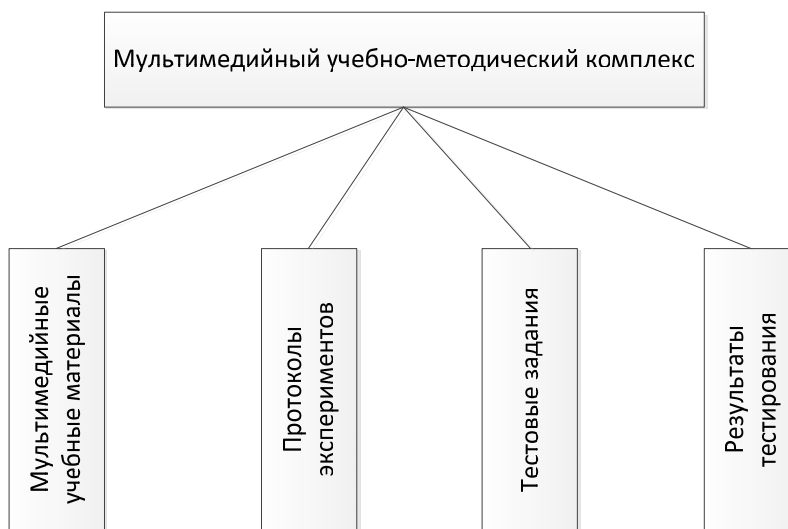 Мультимедийный учебно-методический комплекс
Мультимедийные
учебные материалы
Протоколы
экспериментов
Тестовые задания
Результаты
тестирования